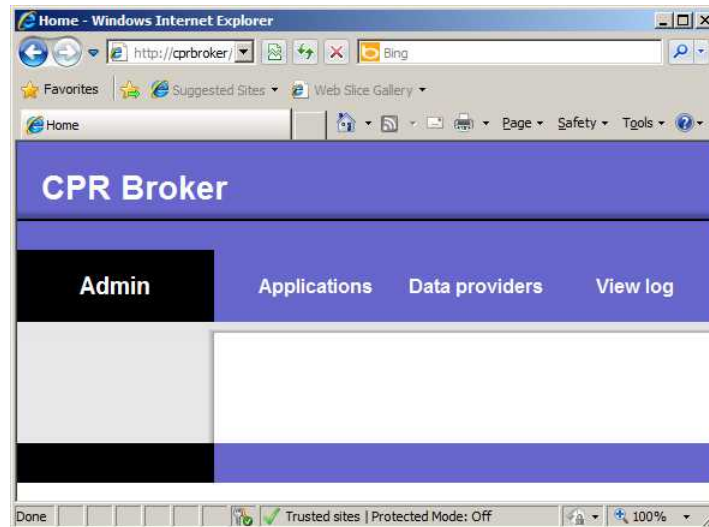 Home - Windows Internet Explorer
http://cprbroker/
Bing
Favorites
Suggested Sites
Web Slice Gallery
Home
Page
Safety
Tools
CPR Broker
Admin
Applications
Data providers
View log
Done
Trusted sites | Protected Mode: Off
100%